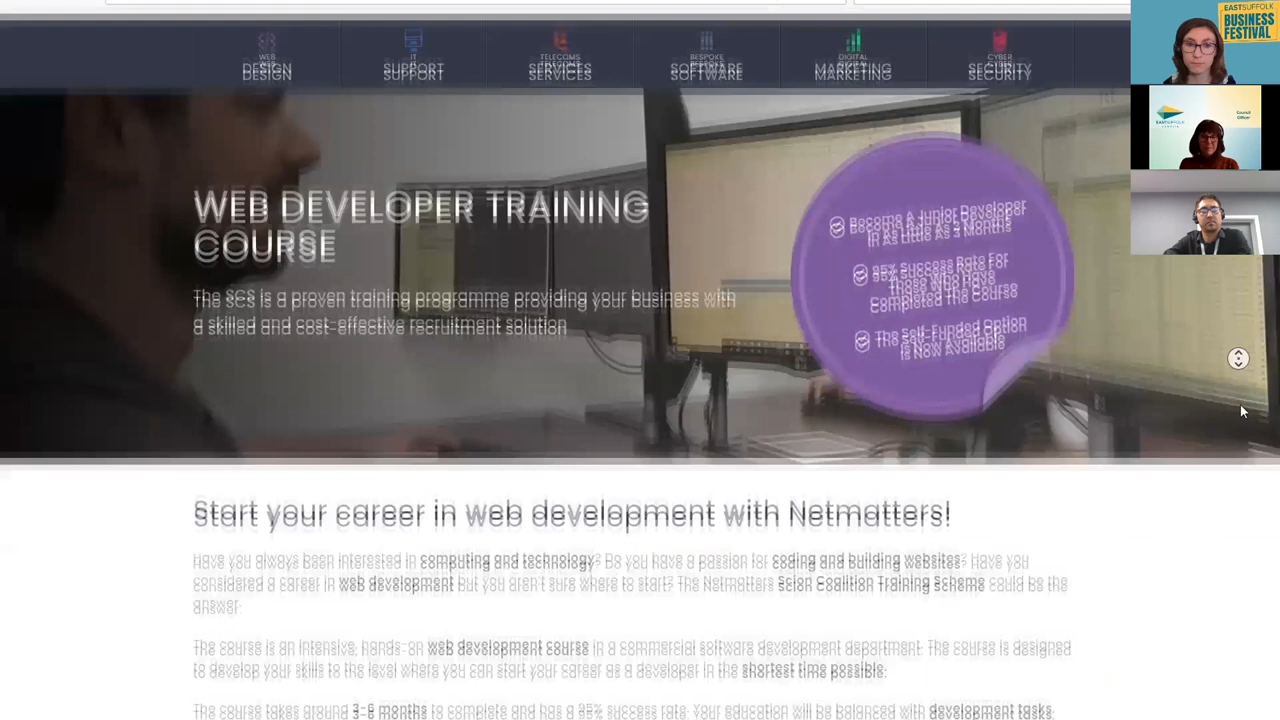 WEB
DESIGN
IT
SUPPORT
TELECOMS
SERVICES
BESPOKE
SOFTWARE
DIGITAL
MARKETING
CYBER
SECURITY
EASTSUFFOLK
BUSINESS
FESTIVAL
EASTSUFFOLK
COUNCIL
Council
Officer
WEB DEVELOPER TRAINING
COURSE
The SCS is a proven training programme providing your business with
a skilled and cost-effective recruitment solution
Become A Junior Developer
In As Little As 3 Months
95% Success Rate For
Those Who Have
Completed The Course
The Self-Funded Option
Is Now Available
Start your career in web development with Netmatters!
Have you always been interested in computing and technology? Do you have a passion for coding and building websites? Have you
considered a career in web development but you aren't sure where to start? The Netmatters Scion Coalition Training Scheme could be the
answer.
The course is an intensive, hands-on web development course in a commercial software development department. The course is designed
to develop your skills to the level where you can start your career as a developer in the shortest time possible.
The course takes around 3-6 months to complete and has a 95% success rate. Your education will be balanced with development tasks,